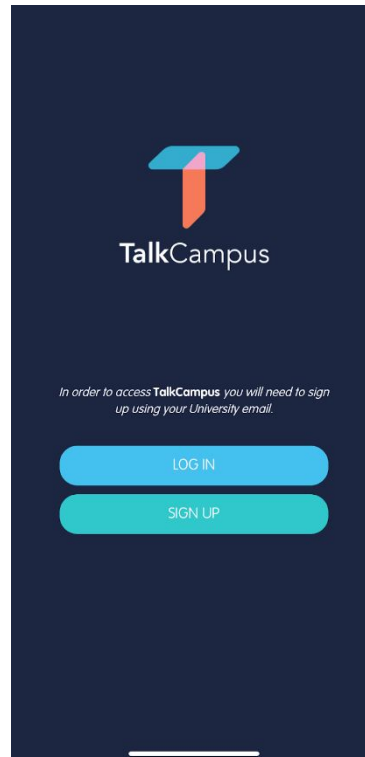 TalkCampus
In order to access TalkCampus you will need to sign
up using your University email.
LOG IN
SIGN UP